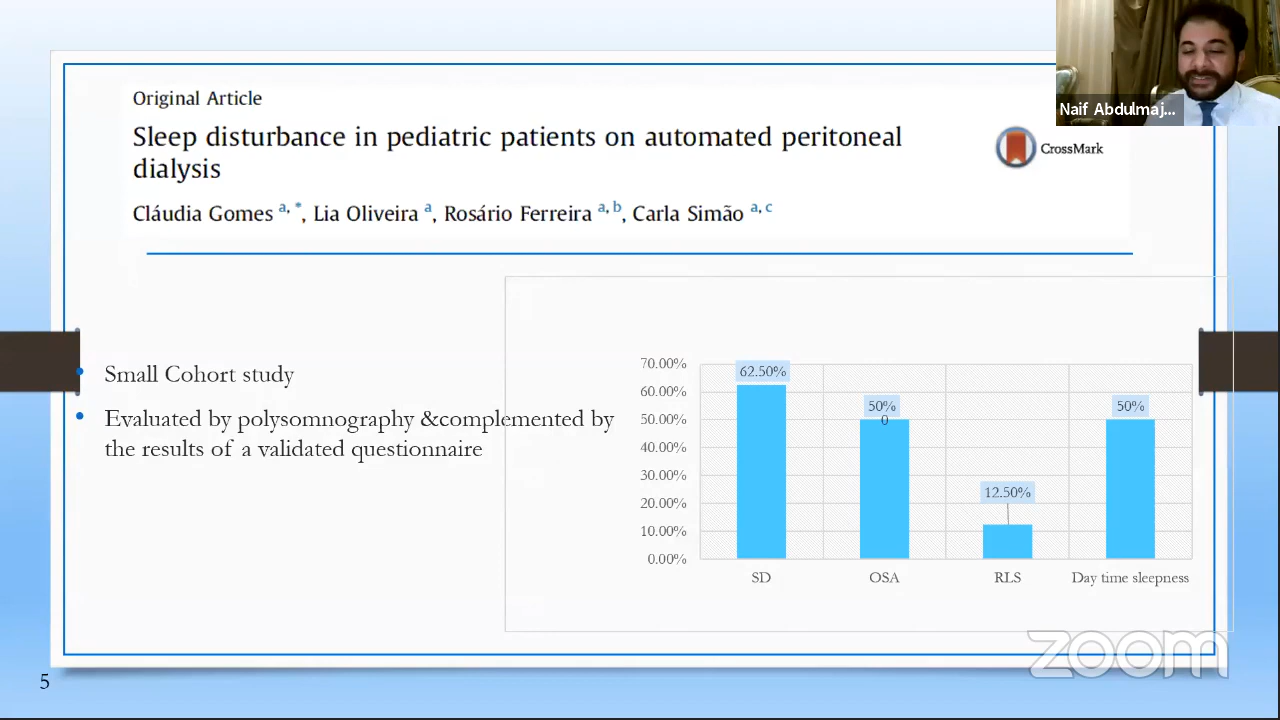 Naif Abdulmaj...
Original Article
Sleep disturbance in pediatric patients on automated peritoneal
dialysis
CrossMark
Cláudia Gomes a, *, Lia Oliveira a, Rosário Ferreira a, b, Carla Simão a, c
• Small Cohort study
• Evaluated by polysomnography &complemented by
the results of a validated questionnaire
70.00%
60.00%
50.00%
40.00%
30.00%
20.00%
10.00%
0.00%
62.50%
50%
0
12.50%
50%
SD
OSA
RLS
Day time sleepness
zoom
5